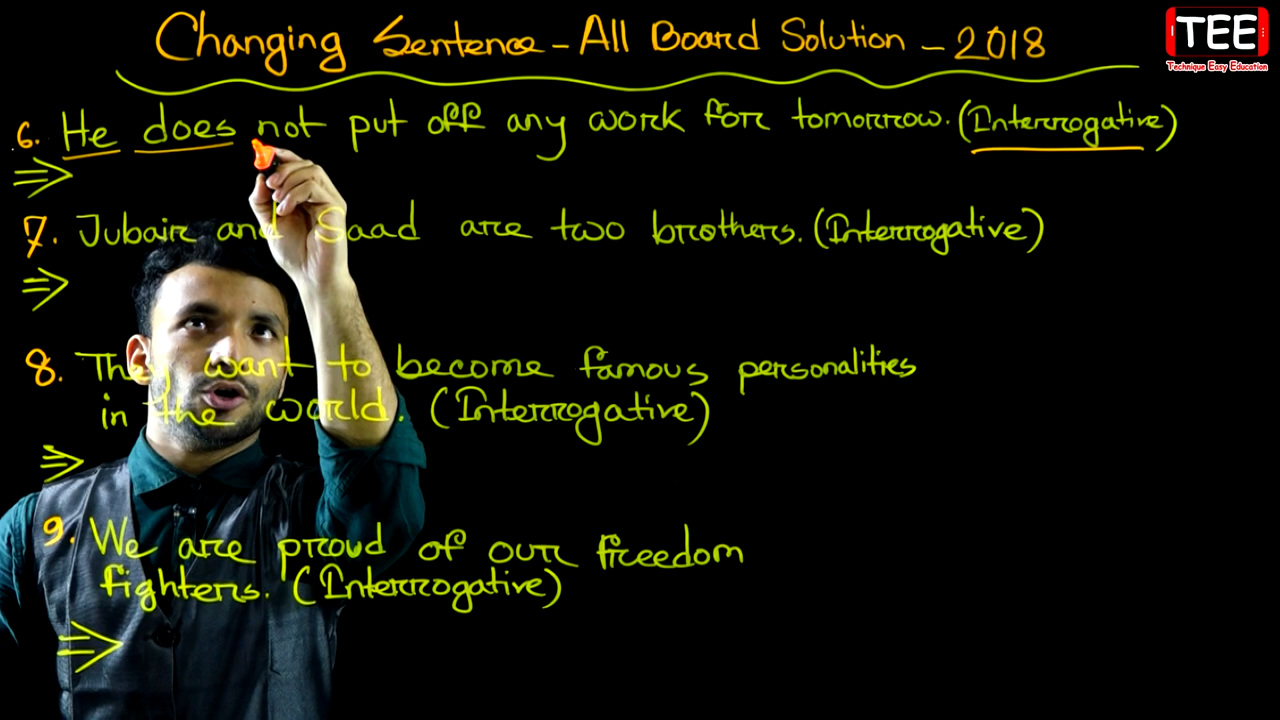 Changing Sentence - All Board Solution - 2018
TEE
Technique Easy Education
6. He does not put off any work for tomorrow. (Interrogative)
⇒
7. Jubair and Saad are two brothers. (Interrogative)
⇒
8. They want to become famous personalities
in the world. (Interrogative)
⇒
9. We are proud of our freedom
fighters. (Interrogative)
⇒